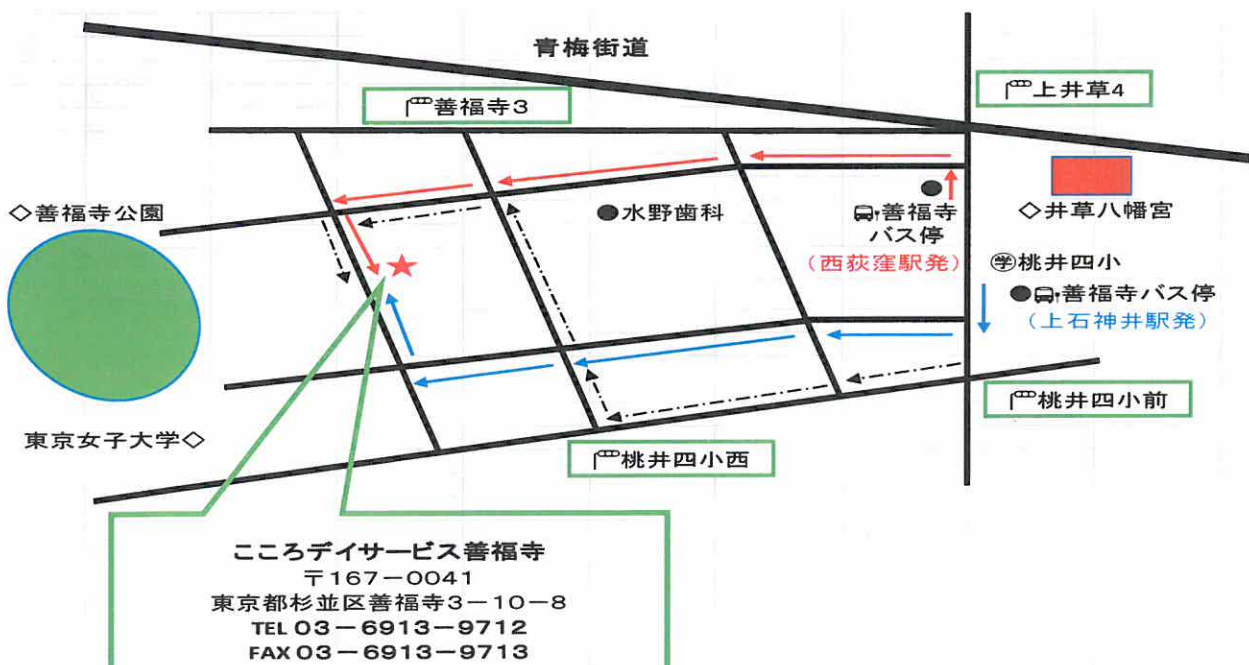 青梅街道
善福寺3
上井草4
◇善福寺公園
●水野歯科
善福寺
バス停
(西荻窪駅発)
◇井草八幡宮
㊫桃井四小
●善福寺バス停
(上石神井駅発)
桃井四小前
東京女子大学◇
桃井四小西
こころデイサービス善福寺
〒167-0041
東京都杉並区善福寺3-10-8
TEL 03-6913-9712
FAX 03-6913-9713